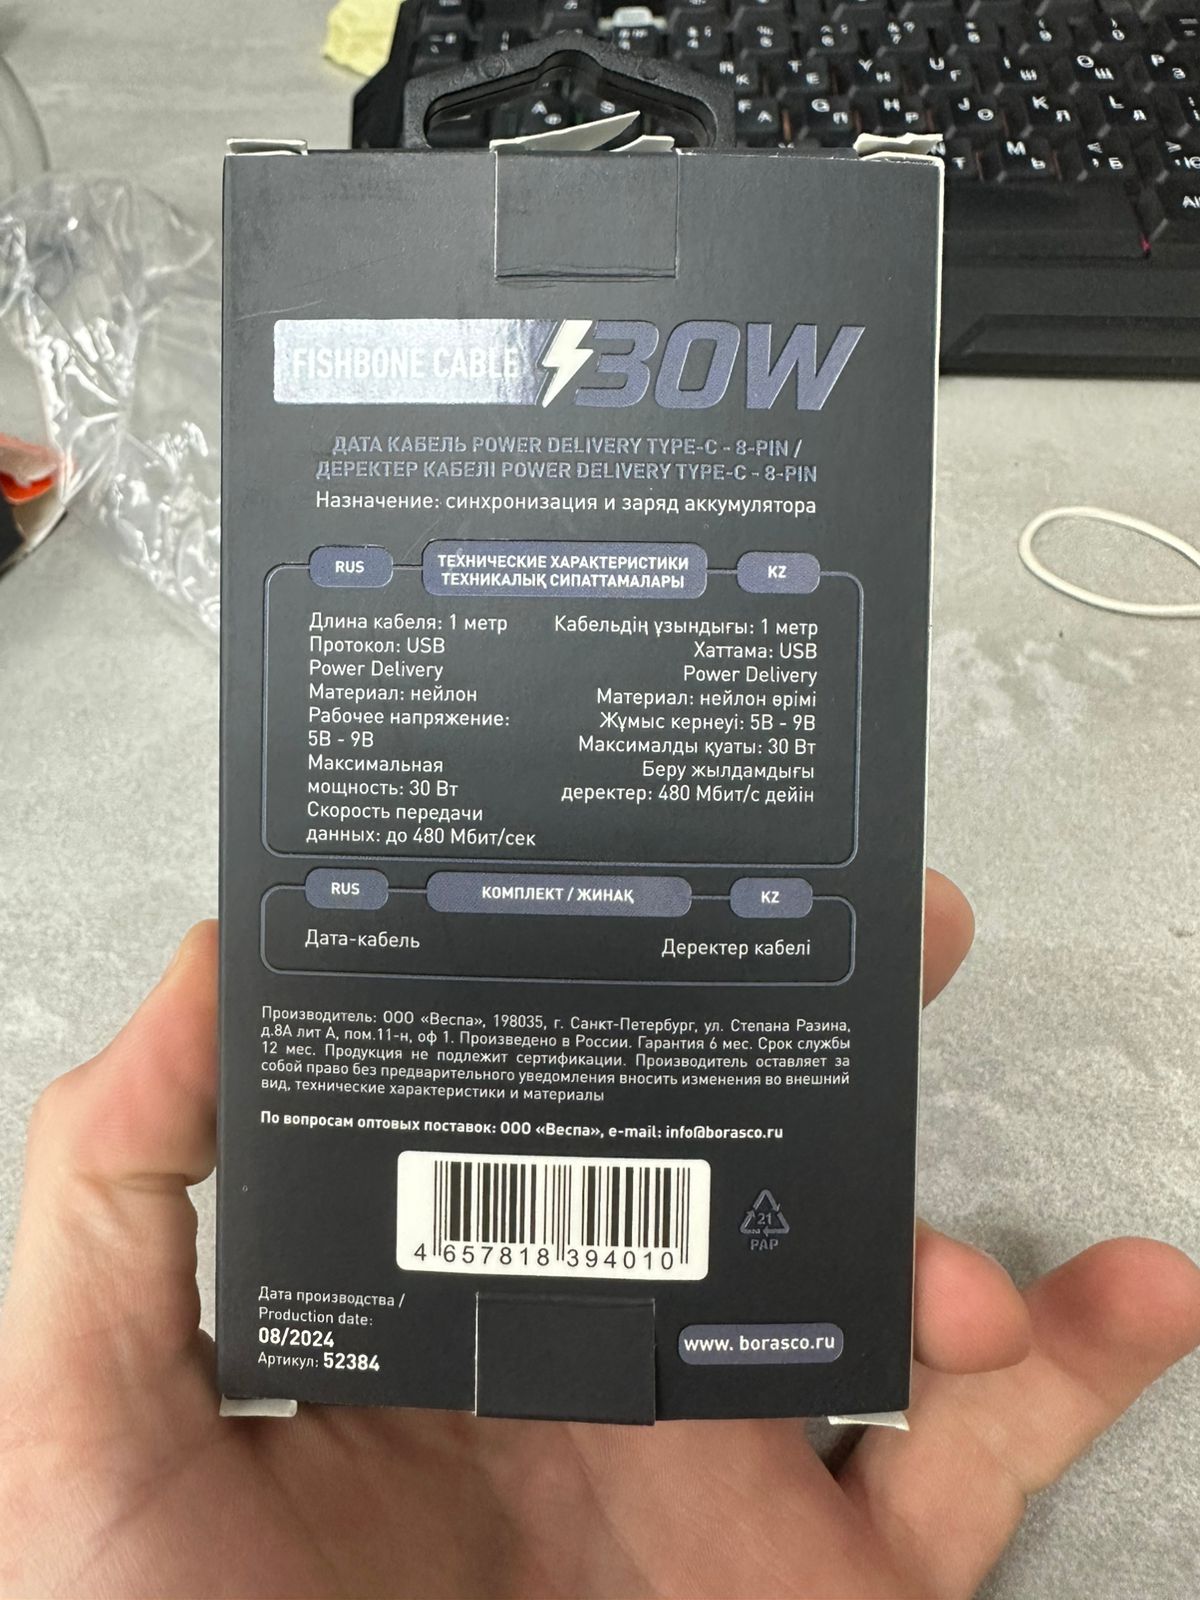 FISHBONE CABLE 30W
ДАТА КАБЕЛЬ POWER DELIVERY TYPE-C - 8-PIN /
ДЕРЕКТЕР КАБЕЛІ POWER DELIVERY TYPE-C - 8-PIN
Назначение: синхронизация и заряд аккумулятора
RUS
ТЕХНИЧЕСКИЕ ХАРАКТЕРИСТИКИ
ТЕХНИКАЛЫҚ СИПАТТАМАЛАРЫ
KZ
Длина кабеля: 1 метр
Протокол: USB
Power Delivery
Материал: нейлон
Рабочее напряжение:
5В - 9В
Максимальная
мощность: 30 Вт
Скорость передачи
данных: до 480 Мбит/сек
Кабельдің ұзындығы: 1 метр
Хаттама: USB
Power Delivery
Материал: нейлон өрімі
Жұмыс кернеуі: 5В - 9В
Максималды қуаты: 30 Вт
Беру жылдамдығы
деректер: 480 Мбит/с дейін
RUS
КОМПЛЕКТ / ЖИНАҚ
KZ
Дата-кабель
Деректер кабелі
Производитель: ООО «Веспа», 198035, г. Санкт-Петербург, ул. Степана Разина,
д.8А лит А, пом.11-н, оф 1. Произведено в России. Гарантия 6 мес. Срок службы
12 мес. Продукция не подлежит сертификации. Производитель оставляет за
собой право без предварительного уведомления вносить изменения во внешний
вид, технические характеристики и материалы
По вопросам оптовых поставок: ООО «Веспа», e-mail: info@borasco.ru
4 657818 394010
21
PAP
Дата производства /
Production date:
08/2024
Артикул: 52384
www. borasco.ru